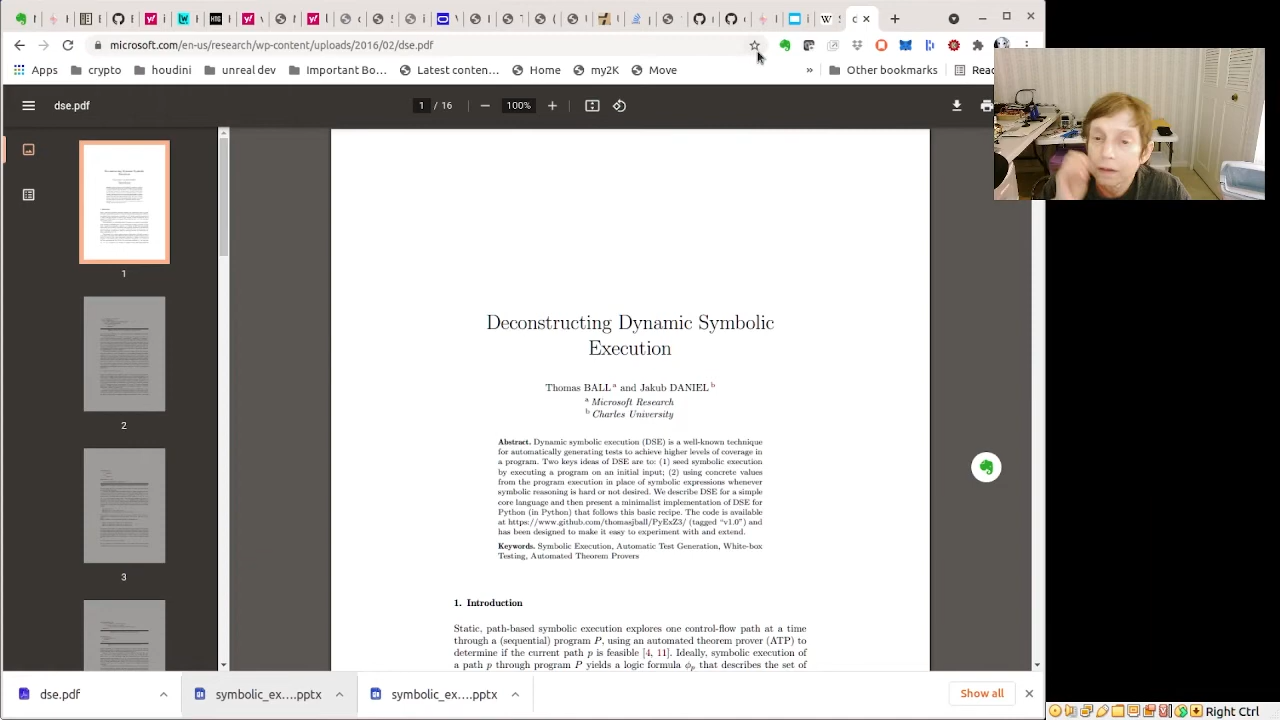 microsoft.com/en-us/research/wp-content/uploads/2016/02/dse.pdf
Apps crypto houdini unrealdev Import Bo... Latest content... Home my2K Move » Other bookmarks
dse.pdf 1 / 16 100%
1
2
3
Deconstructing Dynamic Symbolic
Execution
Thomas BALL a and Jakub DANIEL b
a Microsoft Research
b Charles University
Abstract. Dynamic symbolic execution (DSE) is a well-known technique
for automatically generating tests to achieve higher levels of coverage in
a program. Two keys ideas of DSE are to: (1) seed symbolic execution
by executing a program on an initial input; (2) using concrete values
from the program execution in place of symbolic expressions whenever
symbolic reasoning is hard or not desired. We describe DSE for a simple
core language and then present a minimalist implementation of DSE for
Python (in Python) that follows this basic recipe. The code is available
at https://www.github.com/thomasjball/PyExZ3/ (tagged “v1.0”) and
has been designed to make it easy to experiment with and extend.
Keywords. Symbolic Execution, Automatic Test Generation, White-box
Testing, Automated Theorem Provers
1. Introduction
Static, path-based symbolic execution explores one control-flow path at a time
through a (sequential) program P, using an automated theorem prover (ATP) to
determine if the current path p is feasible [4, 11]. Ideally, symbolic execution of
a path p through program P yields a logic formula ϕp that describes the set of
dse.pdf symbolic_ex....pptx symbolic_ex....pptx Show all
Right Ctrl